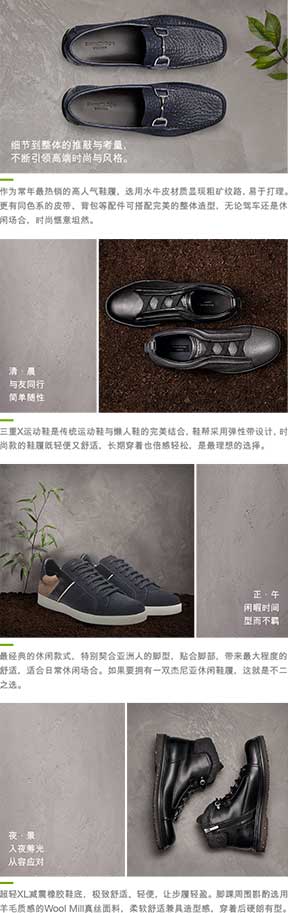 细节到整体的推敲与考量，
不断引领高端时尚与风格。
作为常年最热销的高人气鞋履，选用水牛皮材质显现粗矿纹路，易于打理。
更有同色系的皮带，背包等配件可搭配完美的整体造型，无论驾车还是休
闲场合，时尚惬意坦然。
清·晨
与友同行
简单随性
三重X运动鞋是传统运动鞋与懒人鞋的完美结合，鞋帮采用弹性带设计，时
尚款的鞋履既轻便又舒适，长期穿着也倍感轻松，是最理想的选择。
正·午
闲暇时间
型而不羁
最经典的休闲款式，特别契合亚洲人的脚型，贴合脚部，带来最大程度的
舒适，适合日常休闲场合。如果要拥有一双杰尼亚休闲鞋履，这就是不二
之选。
夜·景
入夜筹光
从容应对
超轻XL减震橡胶鞋底，极致舒适，轻便，让步履轻盈。脚踝周围斟酌选用
羊毛质感的Wool Mill真丝面料，柔软舒适兼具造型感，穿着后硬朗有型。